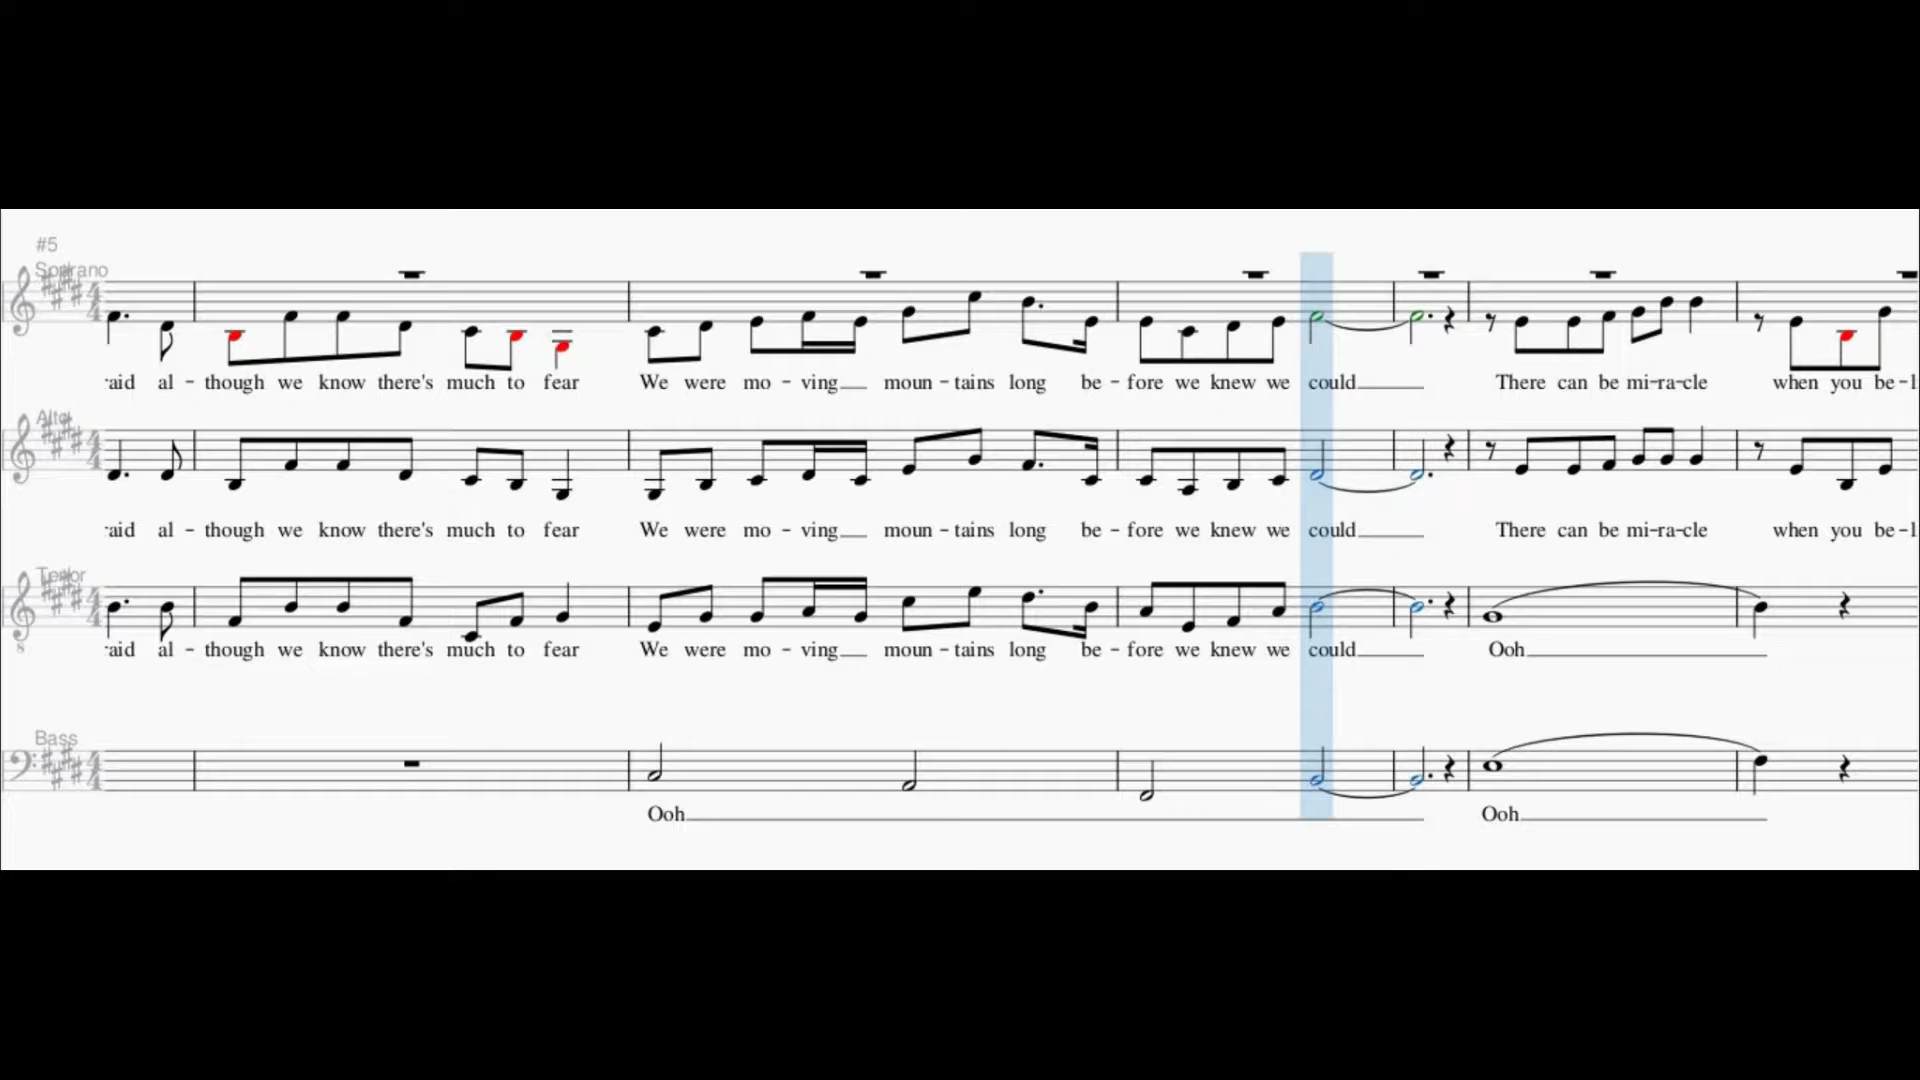 #5
Soprano
raid al - though we know there's much to fear We were mo - ving moun - tains long be - fore we knew we could There can be mi-ra-cle when you be-l
Alto
raid al - though we know there's much to fear We were mo - ving moun - tains long be - fore we knew we could There can be mi-ra-cle when you be-l
Tenor
8
raid al - though we know there's much to fear We were mo - ving moun - tains long be - fore we knew we could Ooh
Bass
Ooh Ooh